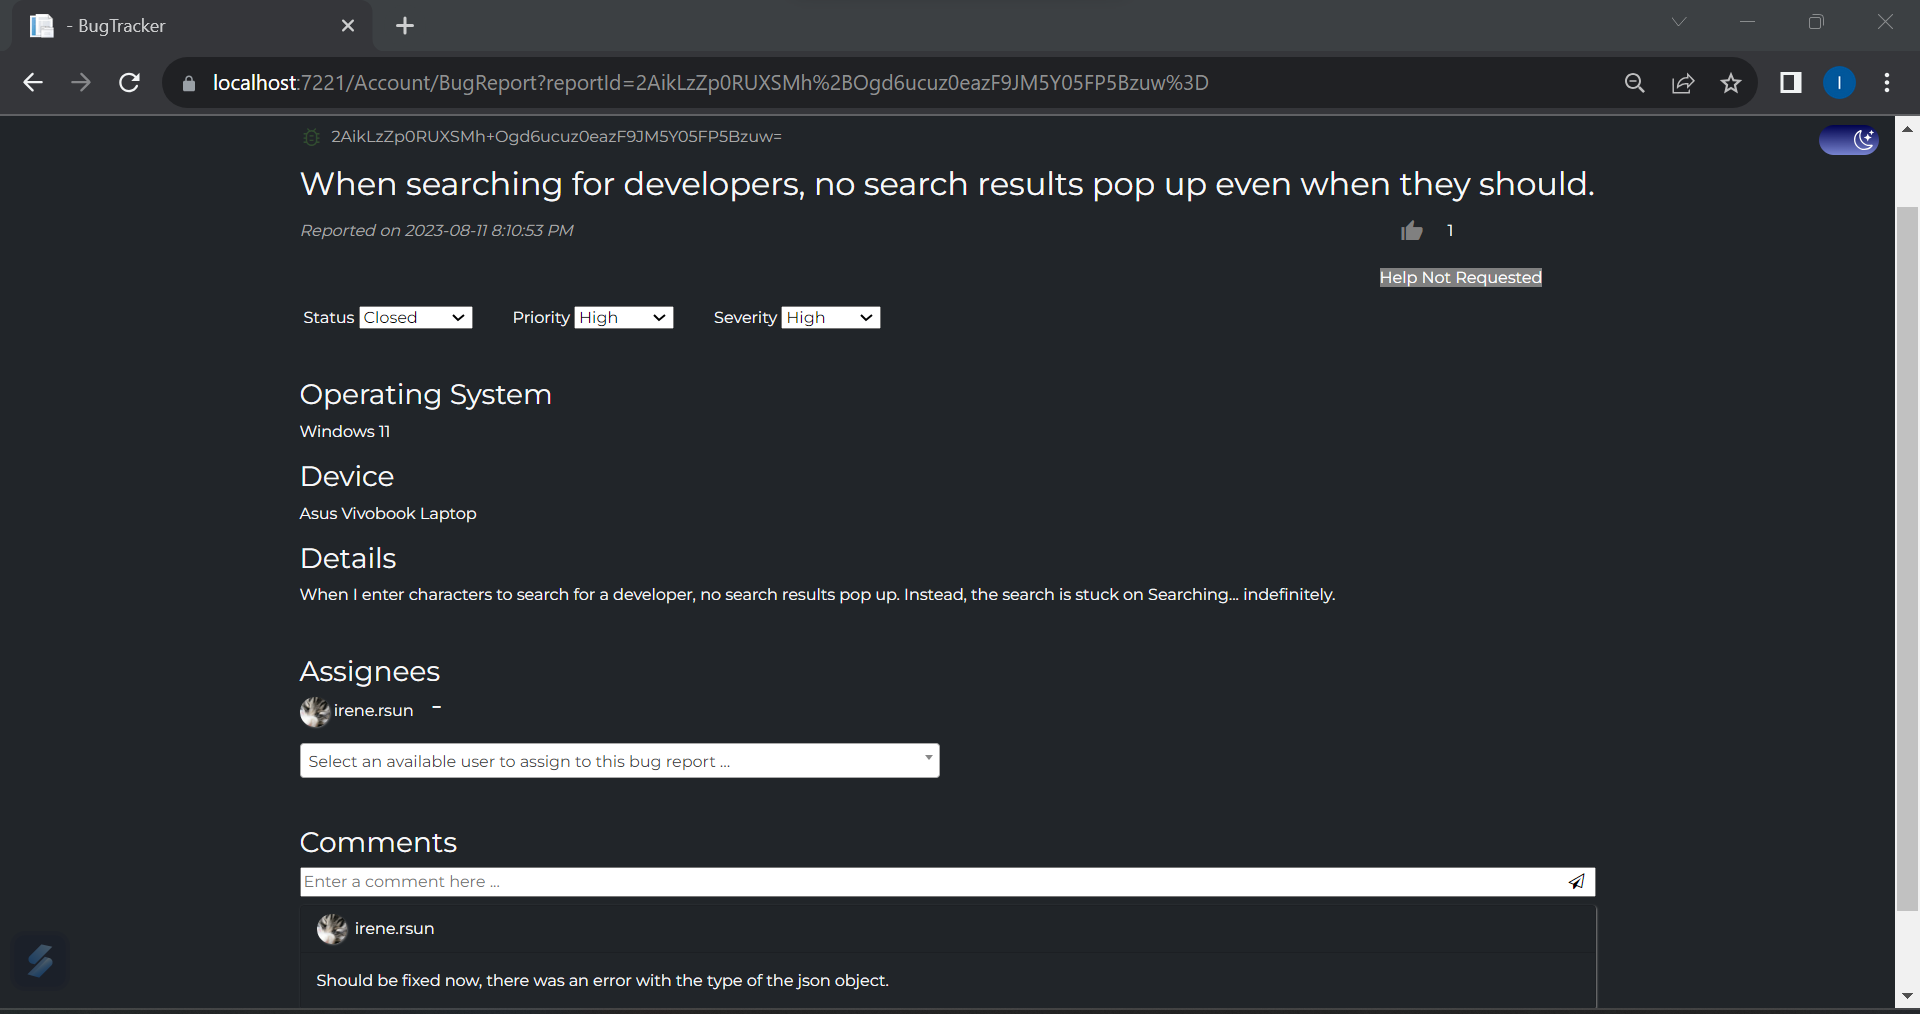 - BugTracker
localhost:7221/Account/BugReport?reportId=2AikLzZp0RUXSMh%2BOgd6ucuz0eazF9JM5Y05FP5Bzuw%3D
I
2AikLzZp0RUXSMh+Ogd6ucuz0eazF9JM5Y05FP5Bzuw=
When searching for developers, no search results pop up even when they should.
Reported on 2023-08-11 8:10:53 PM
1
Help Not Requested
Status Closed Priority High Severity High
Operating System
Windows 11
Device
Asus Vivobook Laptop
Details
When I enter characters to search for a developer, no search results pop up. Instead, the search is stuck on Searching... indefinitely.
Assignees
irene.rsun -
Select an available user to assign to this bug report ...
Comments
Enter a comment here ...
irene.rsun
Should be fixed now, there was an error with the type of the json object.